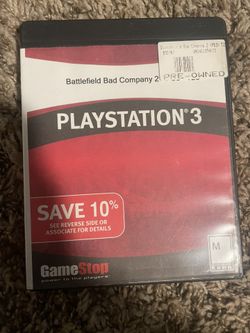 PRE-OWNED
Battlefield Bad Company 2
PLAYSTATION®3
SAVE 10%
SEE REVERSE SIDE OR
ASSOCIATE FOR DETAILS
M
GameStop
power to the players